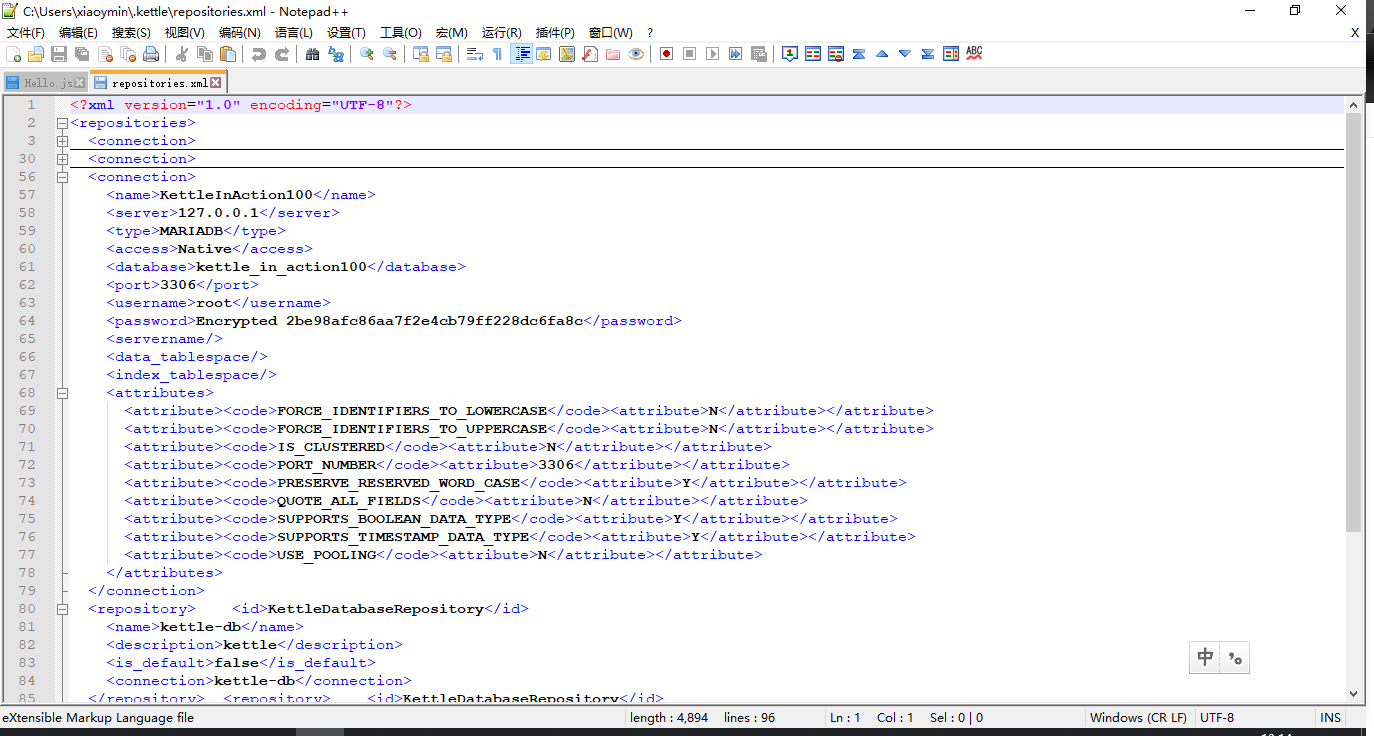 C:\Users\xiaoymin\.kettle\repositories.xml - Notepad++
文件(F) 编辑(E) 搜索(S) 视图(V) 编码(N) 语言(L) 设置(T) 工具(O) 宏(M) 运行(R) 插件(P) 窗口(W) ? X
Hello.js repositories.xml
1 <?xml version="1.0" encoding="UTF-8"?>
2 <repositories>
3 <connection>
30 <connection>
56 <connection>
57 <name>KettleInAction100</name>
58 <server>127.0.0.1</server>
59 <type>MARIADB</type>
60 <access>Native</access>
61 <database>kettle_in_action100</database>
62 <port>3306</port>
63 <username>root</username>
64 <password>Encrypted 2be98afc86aa7f2e4cb79ff228dc6fa8c</password>
65 <servername/>
66 <data_tablespace/>
67 <index_tablespace/>
68 <attributes>
69 <attribute><code>FORCE_IDENTIFIERS_TO_LOWERCASE</code><attribute>N</attribute></attribute>
70 <attribute><code>FORCE_IDENTIFIERS_TO_UPPERCASE</code><attribute>N</attribute></attribute>
71 <attribute><code>IS_CLUSTERED</code><attribute>N</attribute></attribute>
72 <attribute><code>PORT_NUMBER</code><attribute>3306</attribute></attribute>
73 <attribute><code>PRESERVE_RESERVED_WORD_CASE</code><attribute>Y</attribute></attribute>
74 <attribute><code>QUOTE_ALL_FIELDS</code><attribute>N</attribute></attribute>
75 <attribute><code>SUPPORTS_BOOLEAN_DATA_TYPE</code><attribute>Y</attribute></attribute>
76 <attribute><code>SUPPORTS_TIMESTAMP_DATA_TYPE</code><attribute>Y</attribute></attribute>
77 <attribute><code>USE_POOLING</code><attribute>N</attribute></attribute>
78 </attributes>
79 </connection>
80 <repository> <id>KettleDatabaseRepository</id>
81 <name>kettle-db</name>
82 <description>kettle</description>
83 <is_default>false</is_default>
84 <connection>kettle-db</connection>
85 </repository> <repository> <id>KettleDatabaseRepository</id>
中
eXtensible Markup Language file length : 4,894 lines : 96 Ln : 1 Col : 1 Sel : 0 | 0 Windows (CR LF) UTF-8 INS